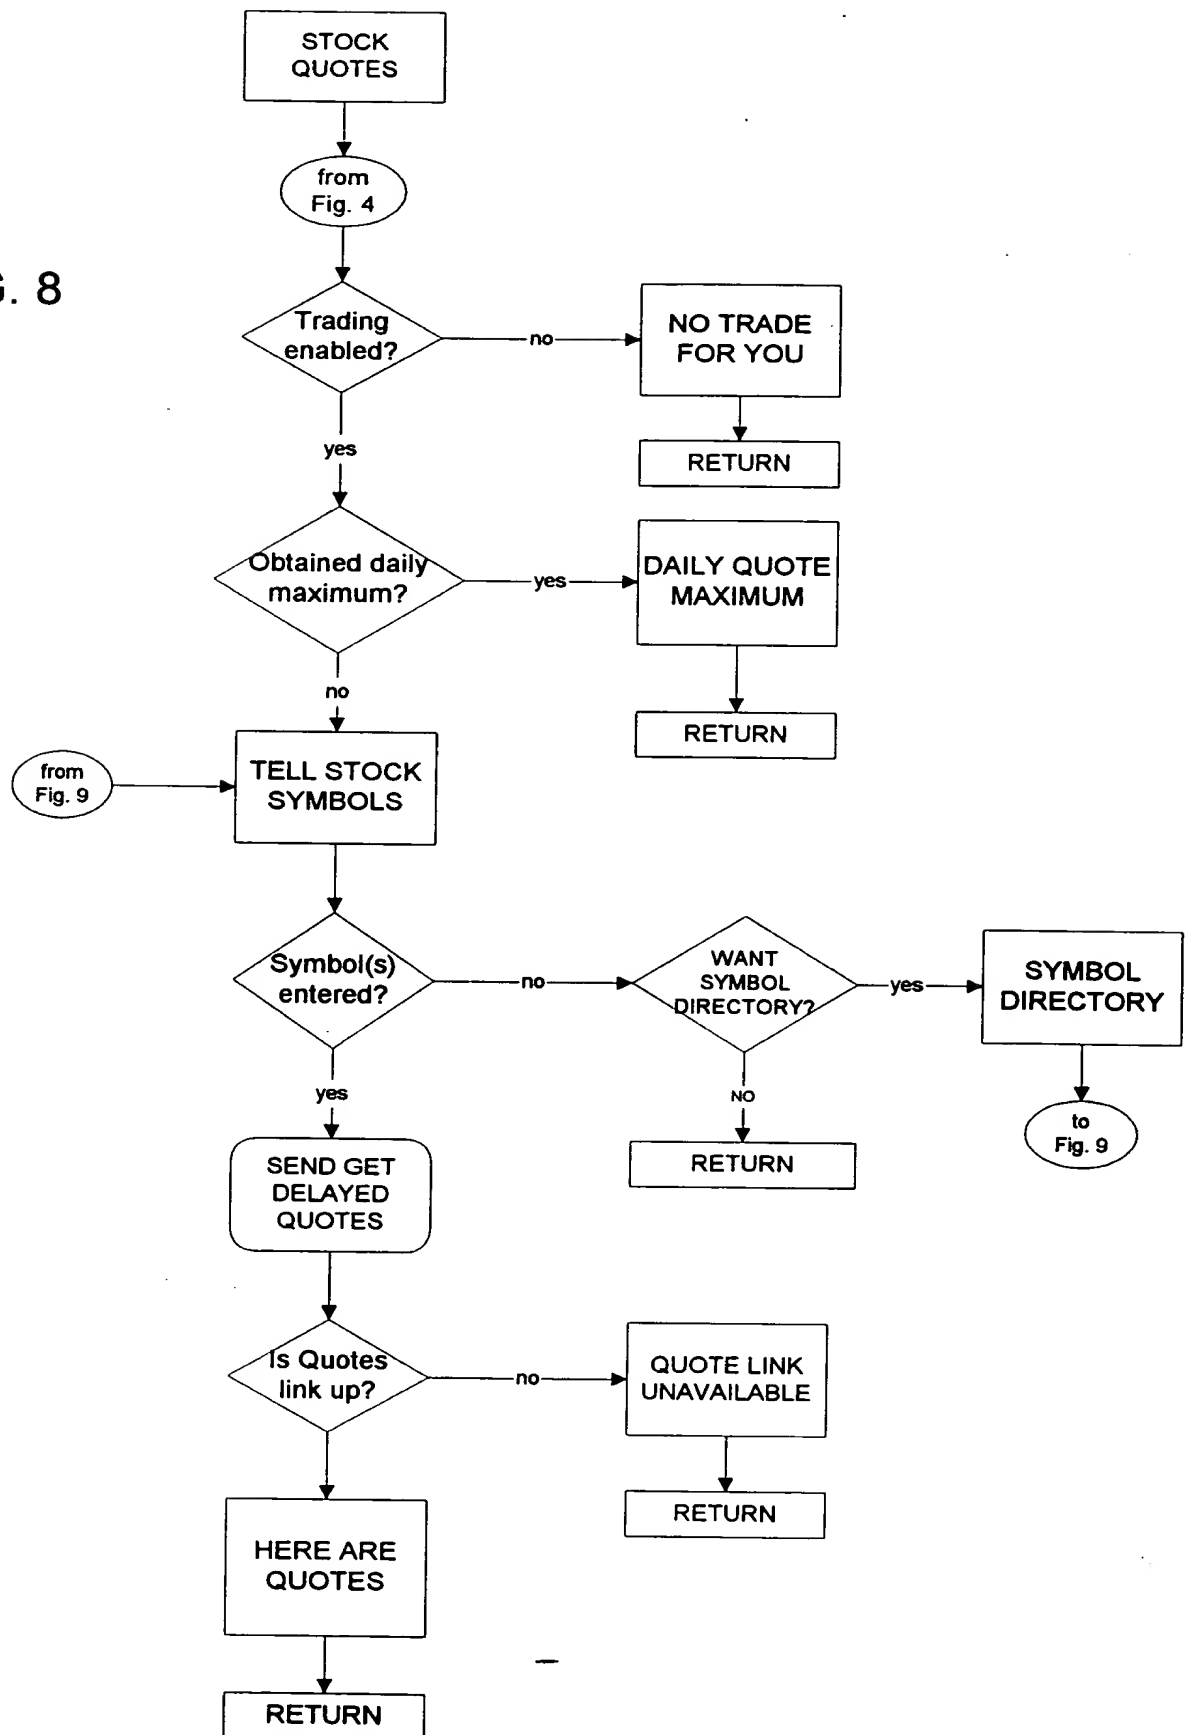 STOCK
QUOTES
from
Fig. 4
. 8
Trading
enabled?
no
NO TRADE
FOR YOU
RETURN
yes
Obtained daily
maximum?
yes
DAILY QUOTE
MAXIMUM
RETURN
no
from
Fig. 9
TELL STOCK
SYMBOLS
Symbol(s)
entered?
no
WANT
SYMBOL
DIRECTORY?
yes
SYMBOL
DIRECTORY
to
Fig. 9
NO
RETURN
yes
SEND GET
DELAYED
QUOTES
Is Quotes
link up?
no
QUOTE LINK
UNAVAILABLE
RETURN
HERE ARE
QUOTES
RETURN